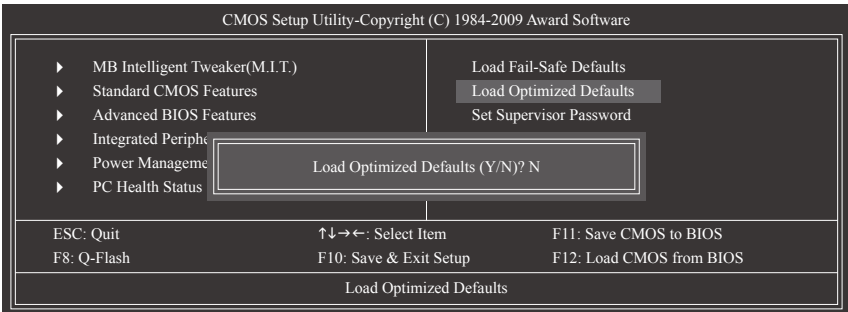 CMOS Setup Utility-Copyright (C) 1984-2009 Award Software
MB Intelligent Tweaker(M.I.T.)
Standard CMOS Features
Advanced BIOS Features
Integrated Periphe
Power Manageme
PC Health Status
Load Fail-Safe Defaults
Load Optimized Defaults
Set Supervisor Password
Load Optimized Defaults (Y/N)? N
ESC: Quit
↑↓→←: Select Item
F11: Save CMOS to BIOS
F8: Q-Flash
F10: Save & Exit Setup
F12: Load CMOS from BIOS
Load Optimized Defaults